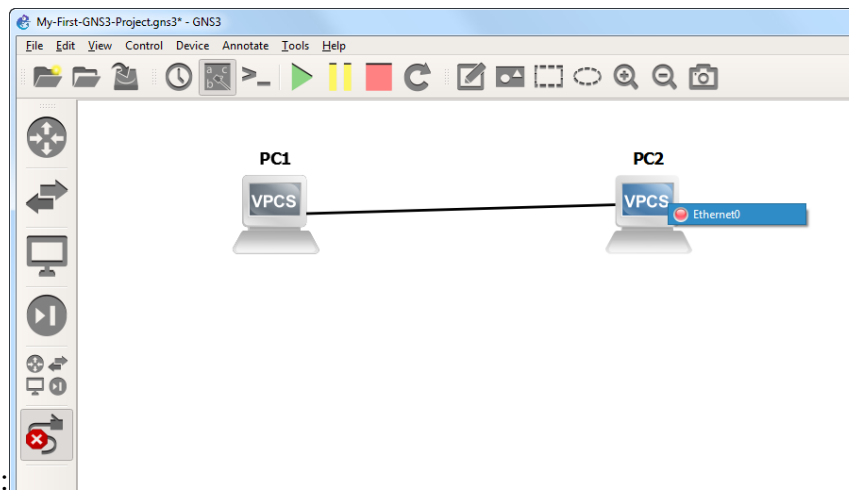 My-First-GNS3-Project.gns3* - GNS3
File Edit View Control Device Annotate Tools Help
abc
>_
PC1 PC2
VPCS VPCS
Ethernet0
: